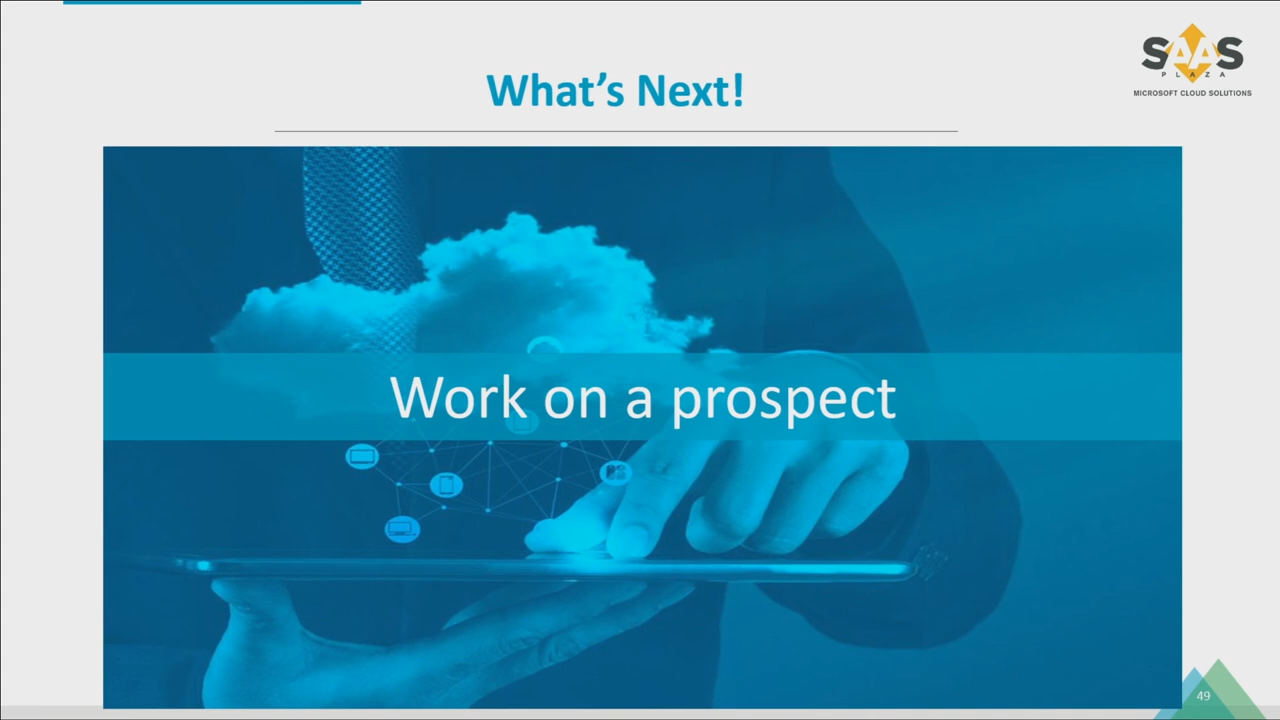 What's Next!
SAAS
PLAZA
MICROSOFT CLOUD SOLUTIONS
Work on a prospect
49